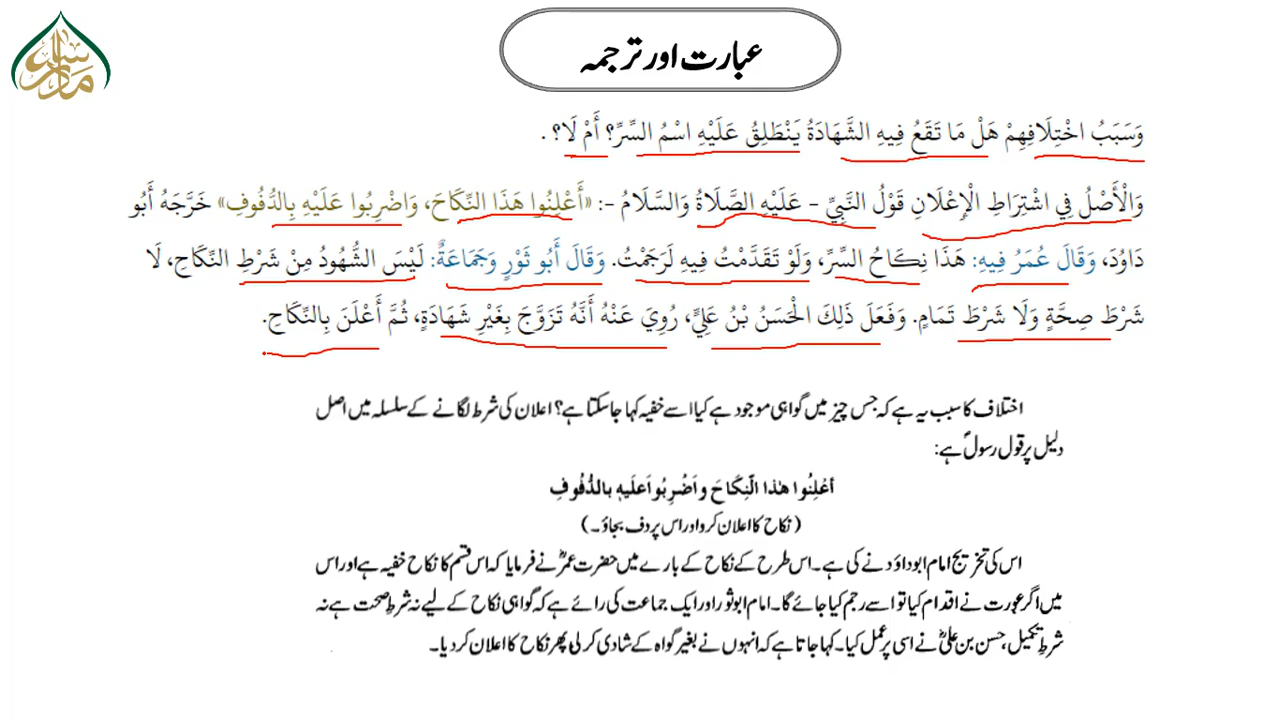 عبارت اور ترجمہ
وَسَبَبُ اخْتِلَافِهِمْ هَلْ مَا تَقَعُ فِيهِ الشَّهَادَةُ يَنْطَلِقُ عَلَيْهِ اسْمُ السِّرِّ؟ أَمْ لَا؟ .
وَالْأَصْلُ فِي اشْتِرَاطِ الْإِعْلَانِ قَوْلُ النَّبِيِّ - عَلَيْهِ الصَّلَاةُ وَالسَّلَامُ -: «أَعْلِنُوا هَذَا النِّكَاحَ، وَاضْرِبُوا عَلَيْهِ بِالدُّفُوفِ» خَرَّجَهُ أَبُو
دَاوُدَ، وَقَالَ عُمَرُ فِيهِ: هَذَا نِكَاحُ السِّرِّ، وَلَوْ تَقَدَّمْتُ فِيهِ لَرَجَمْتُ. وَقَالَ أَبُو ثَوْرٍ وَجَمَاعَةٌ: لَيْسَ الشُّهُودُ مِنْ شَرْطِ النِّكَاحِ، لَا
شَرْطَ صِحَّةٍ وَلَا شَرْطَ تَمَامٍ. وَفَعَلَ ذَلِكَ الْحَسَنُ بْنُ عَلِيٍّ، رُوِيَ عَنْهُ أَنَّهُ تَزَوَّجَ بِغَيْرِ شَهَادَةٍ، ثُمَّ أَعْلَنَ بِالنِّكَاحِ.
اختلاف کا سبب یہ ہے کہ جس چیز میں گواہی موجود ہے کیا اسے خفیہ کہا جا سکتا ہے؟ اعلان کی شرط لگانے کے سلسلہ میں اصل
دلیل پر قول رسولؐ ہے:
أعْلِنُوا هٰذا النِّكَاحَ واَضْرِبُوا عَلَيهِ بالدُّفُوفِ
(نکاح کا اعلان کرو اور اس پر دف بجاؤ۔)
اس کی تخریج امام ابوداؤد نے کی ہے۔ اس طرح کے نکاح کے بارے میں حضرت عمرؓ نے فرمایا کہ اس قسم کا نکاح خفیہ ہے اور اس
میں اگر عورت نے اقدام کیا تو اسے رجم کیا جائے گا۔ امام ابوثور اور ایک جماعت کی رائے ہے کہ گواہی نکاح کے لیے نہ شرطِ صحت ہے نہ
شرطِ تکمیل، حسن بن علیؓ نے اسی پر عمل کیا۔ کہا جاتا ہے کہ انہوں نے بغیر گواہ کے شادی کر لی پھر نکاح کا اعلان کر دیا۔